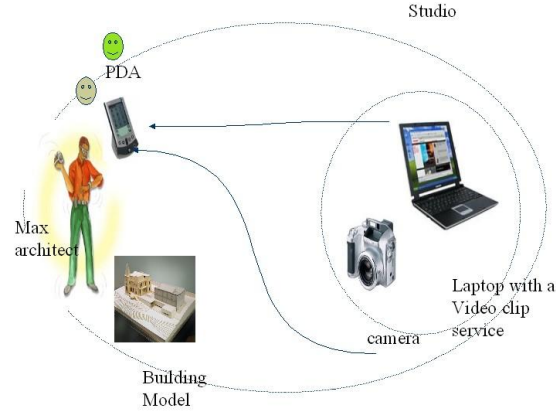 Studio
PDA
Max
architect
Laptop with a
Video clip
service
camera
Building
Model